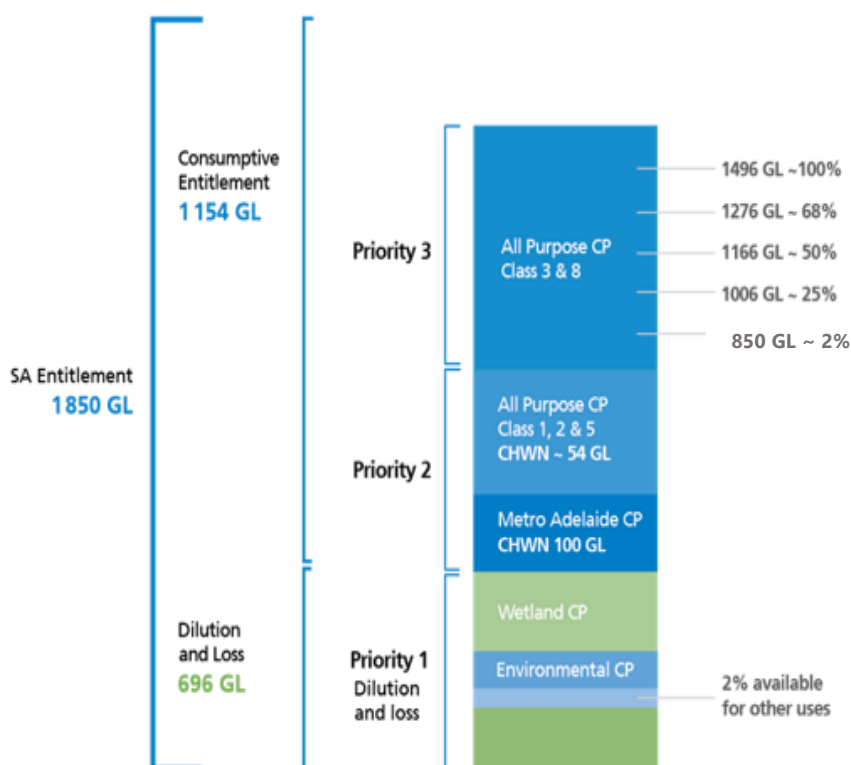 SA Entitlement
1850 GL
Consumptive
Entitlement
1154 GL
Dilution
and Loss
696 GL
Priority 3
Priority 2
Priority 1
Dilution
and loss
All Purpose CP
Class 3 & 8
All Purpose CP
Class 1, 2 & 5
CHWN ~ 54 GL
Metro Adelaide CP
CHWN 100 GL
Wetland CP
Environmental CP
1496 GL ~100%
1276 GL ~ 68%
1166 GL ~ 50%
1006 GL ~ 25%
850 GL ~ 2%
2% available
for other uses